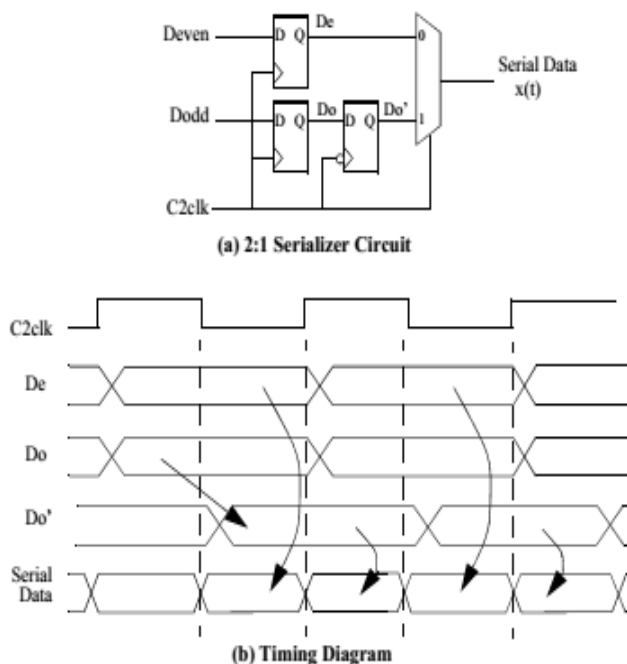 De
Deven D Q 0
Serial Data
x(t)
Do Do'
Dodd D Q D Q 1
C2clk
(a) 2:1 Serializer Circuit
C2clk
De
Do
Do'
Serial
Data
(b) Timing Diagram